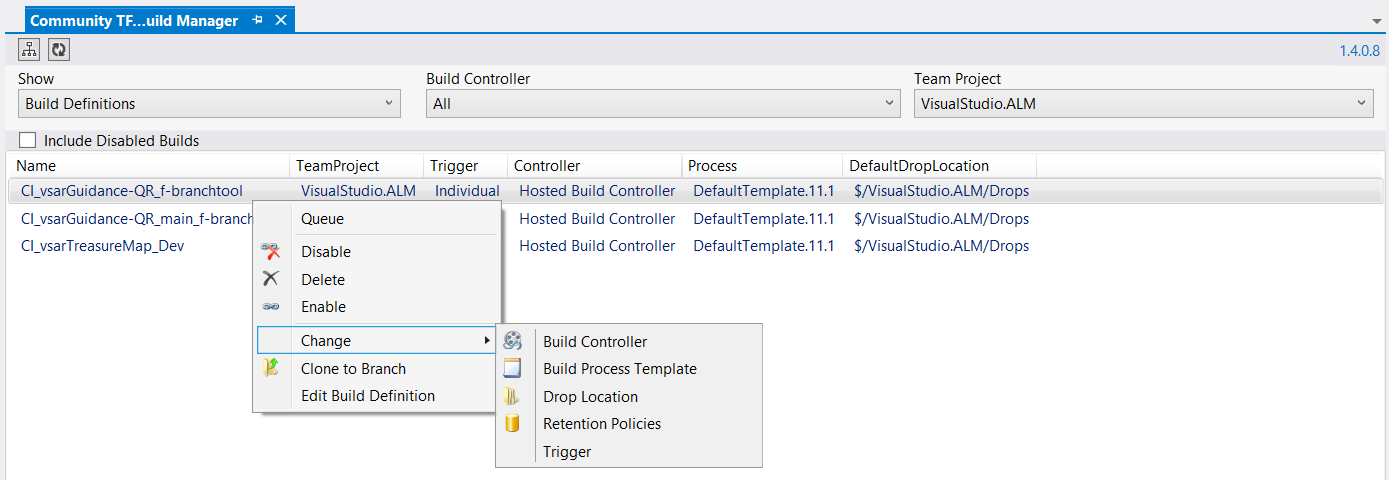 Community TF...uild Manager
1.4.0.8
Show Build Controller Team Project
Build Definitions All VisualStudio.ALM
Include Disabled Builds
Name TeamProject Trigger Controller Process DefaultDropLocation
CI_vsarGuidance-QR_f-branchtool VisualStudio.ALM Individual Hosted Build Controller DefaultTemplate.11.1 $/VisualStudio.ALM/Drops
CI_vsarGuidance-QR_main_f-branch Hosted Build Controller DefaultTemplate.11.1 $/VisualStudio.ALM/Drops
CI_vsarTreasureMap_Dev Hosted Build Controller DefaultTemplate.11.1 $/VisualStudio.ALM/Drops
Queue
Disable
Delete
Enable
Change
Clone to Branch
Edit Build Definition
Build Controller
Build Process Template
Drop Location
Retention Policies
Trigger